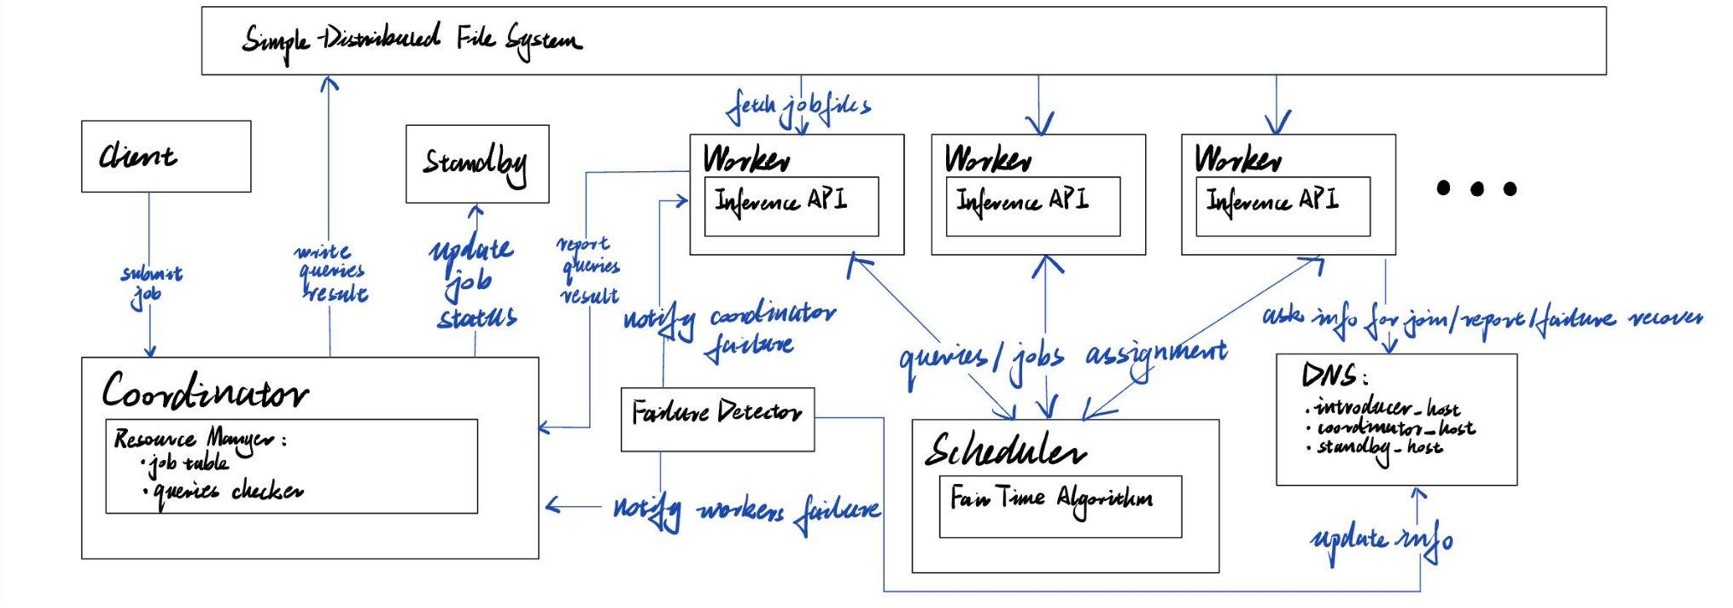 Simple Distributed File System
fetch jobfiles
Client
Standby
Worker
Inference API
Worker
Inference API
Worker
Inference API
submit
job
write
queries
result
update
job
status
report
queries
result
notify coordinator
failure
asks info for join/report/failure recover
queries/jobs assignment
Coordinator
Resource Manger:
·job table
·queries checker
Failure Detector
notify workers failure
Scheduler
Fair Time Algorithm
DNS:
·introducer_host
·coordinator_host
·standby_host
update info